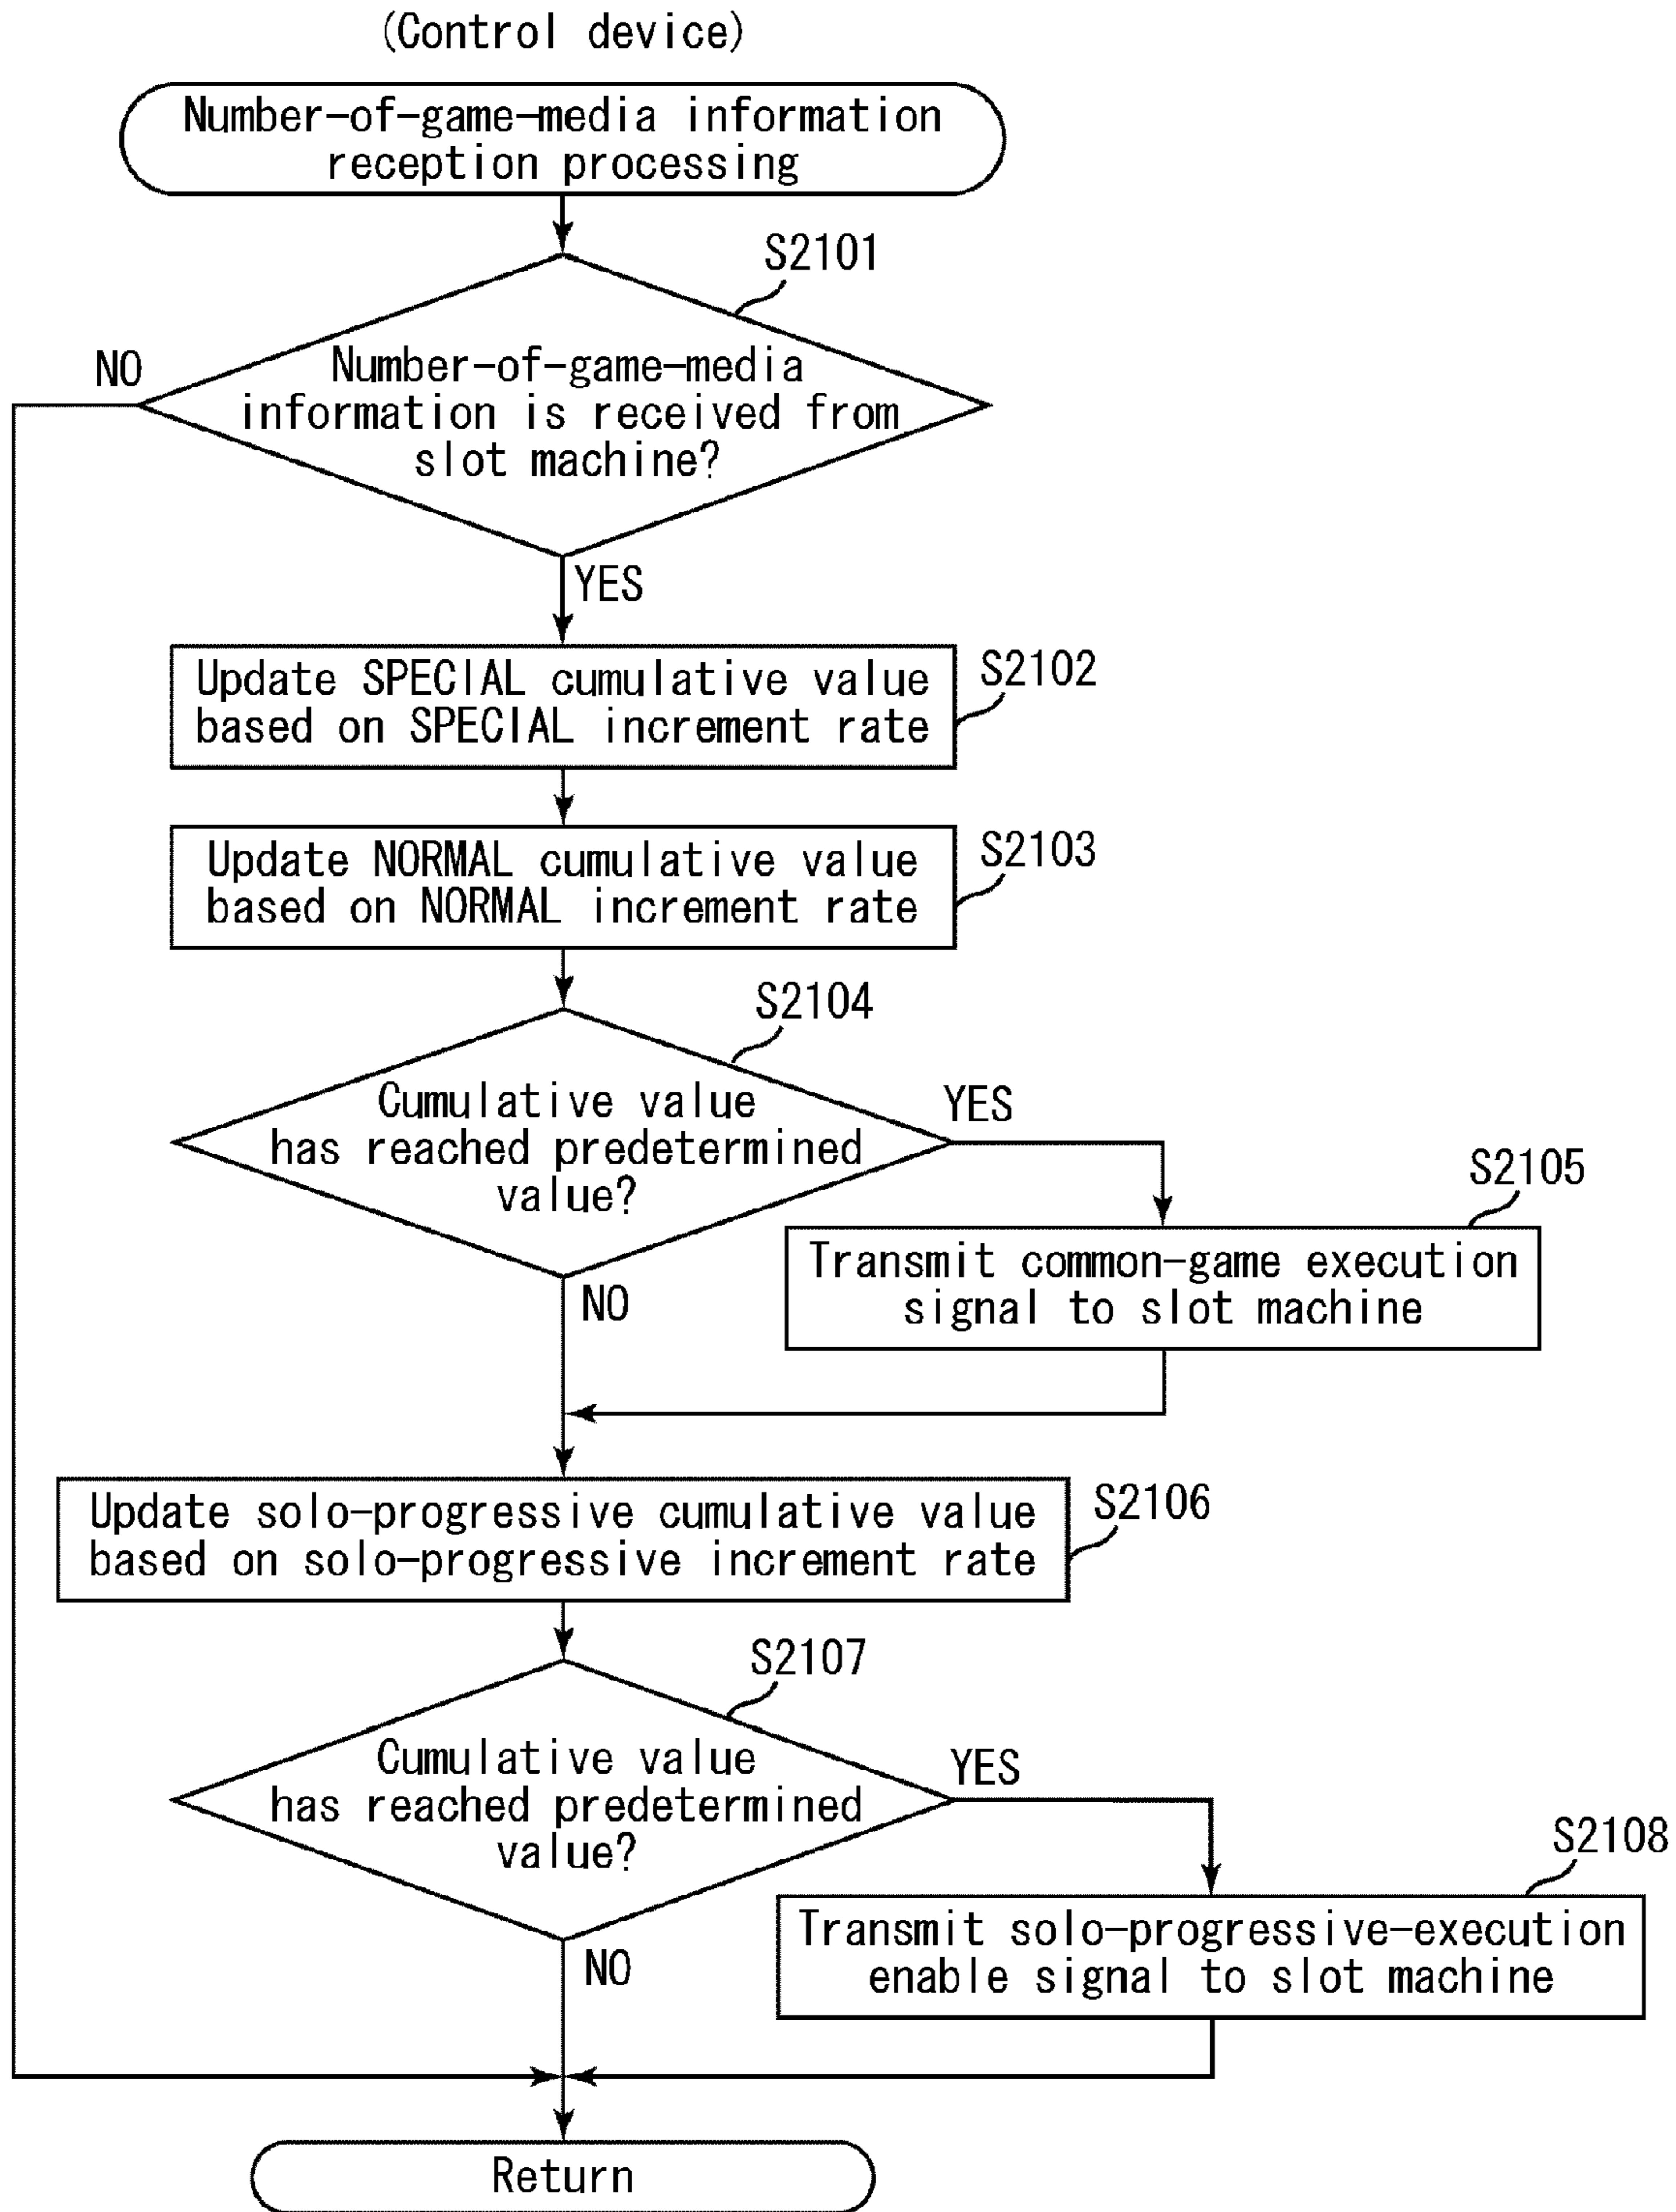 (Control device)
Number-of-game-media information
reception processing
S2101
NO
Number-of-game-media
information is received from
slot machine?
YES
Update SPECIAL cumulative value
based on SPECIAL increment rate
S2102
Update NORMAL cumulative value
based on NORMAL increment rate
S2103
S2104
Cumulative value
has reached predetermined
value?
YES
S2105
Transmit common-game execution
signal to slot machine
NO
Update solo-progressive cumulative value
based on solo-progressive increment rate
S2106
S2107
Cumulative value
has reached predetermined
value?
YES
S2108
Transmit solo-progressive-execution
enable signal to slot machine
NO
Return